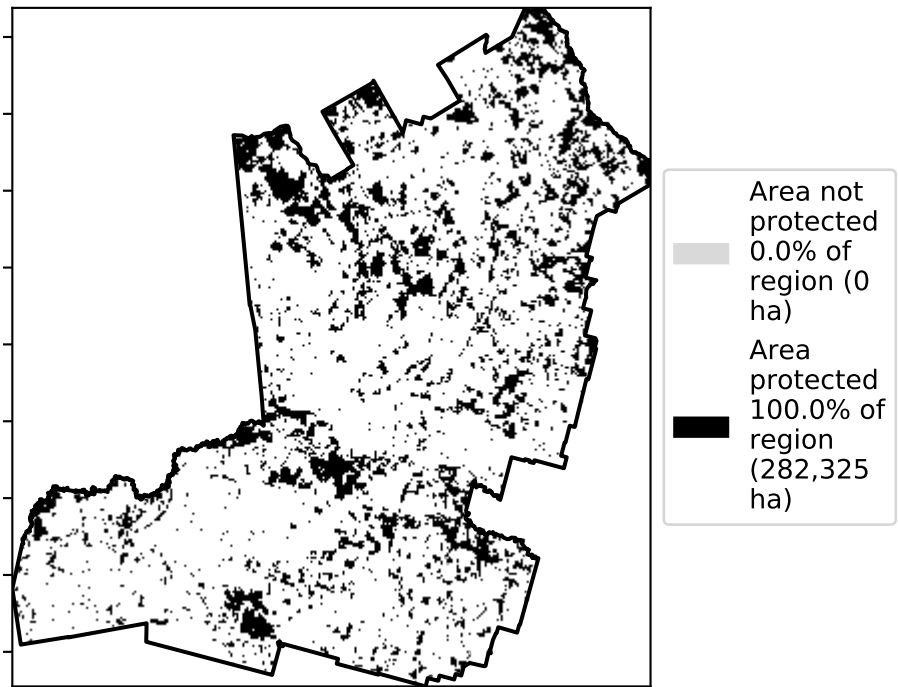 Area not
protected
0.0% of
region (0
ha)
Area
protected
100.0% of
region
(282,325
ha)